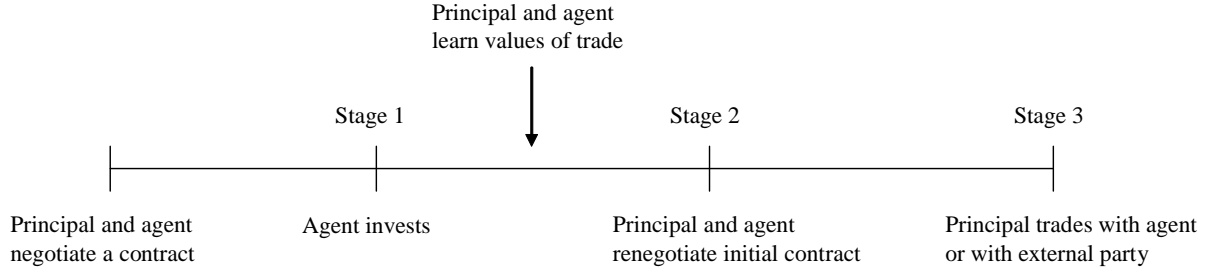 Principal and agent
learn values of trade
Stage 1
Stage 2
Stage 3
Principal and agent
negotiate a contract
Agent invests
Principal and agent
renegotiate initial contract
Principal trades with agent
or with external party